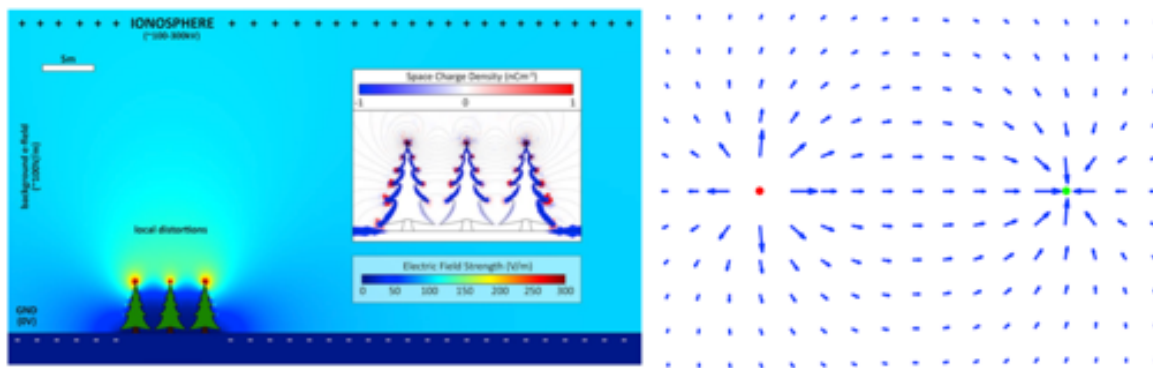 IONOSPHERE
(~100-300kV)
5m
Space Charge Density (nCm⁻³)
-1 0 1
background e-field
(~100V/m)
local distortions
Electric Field Strength (V/m)
0 50 100 150 200 250 300
GND
(0V)